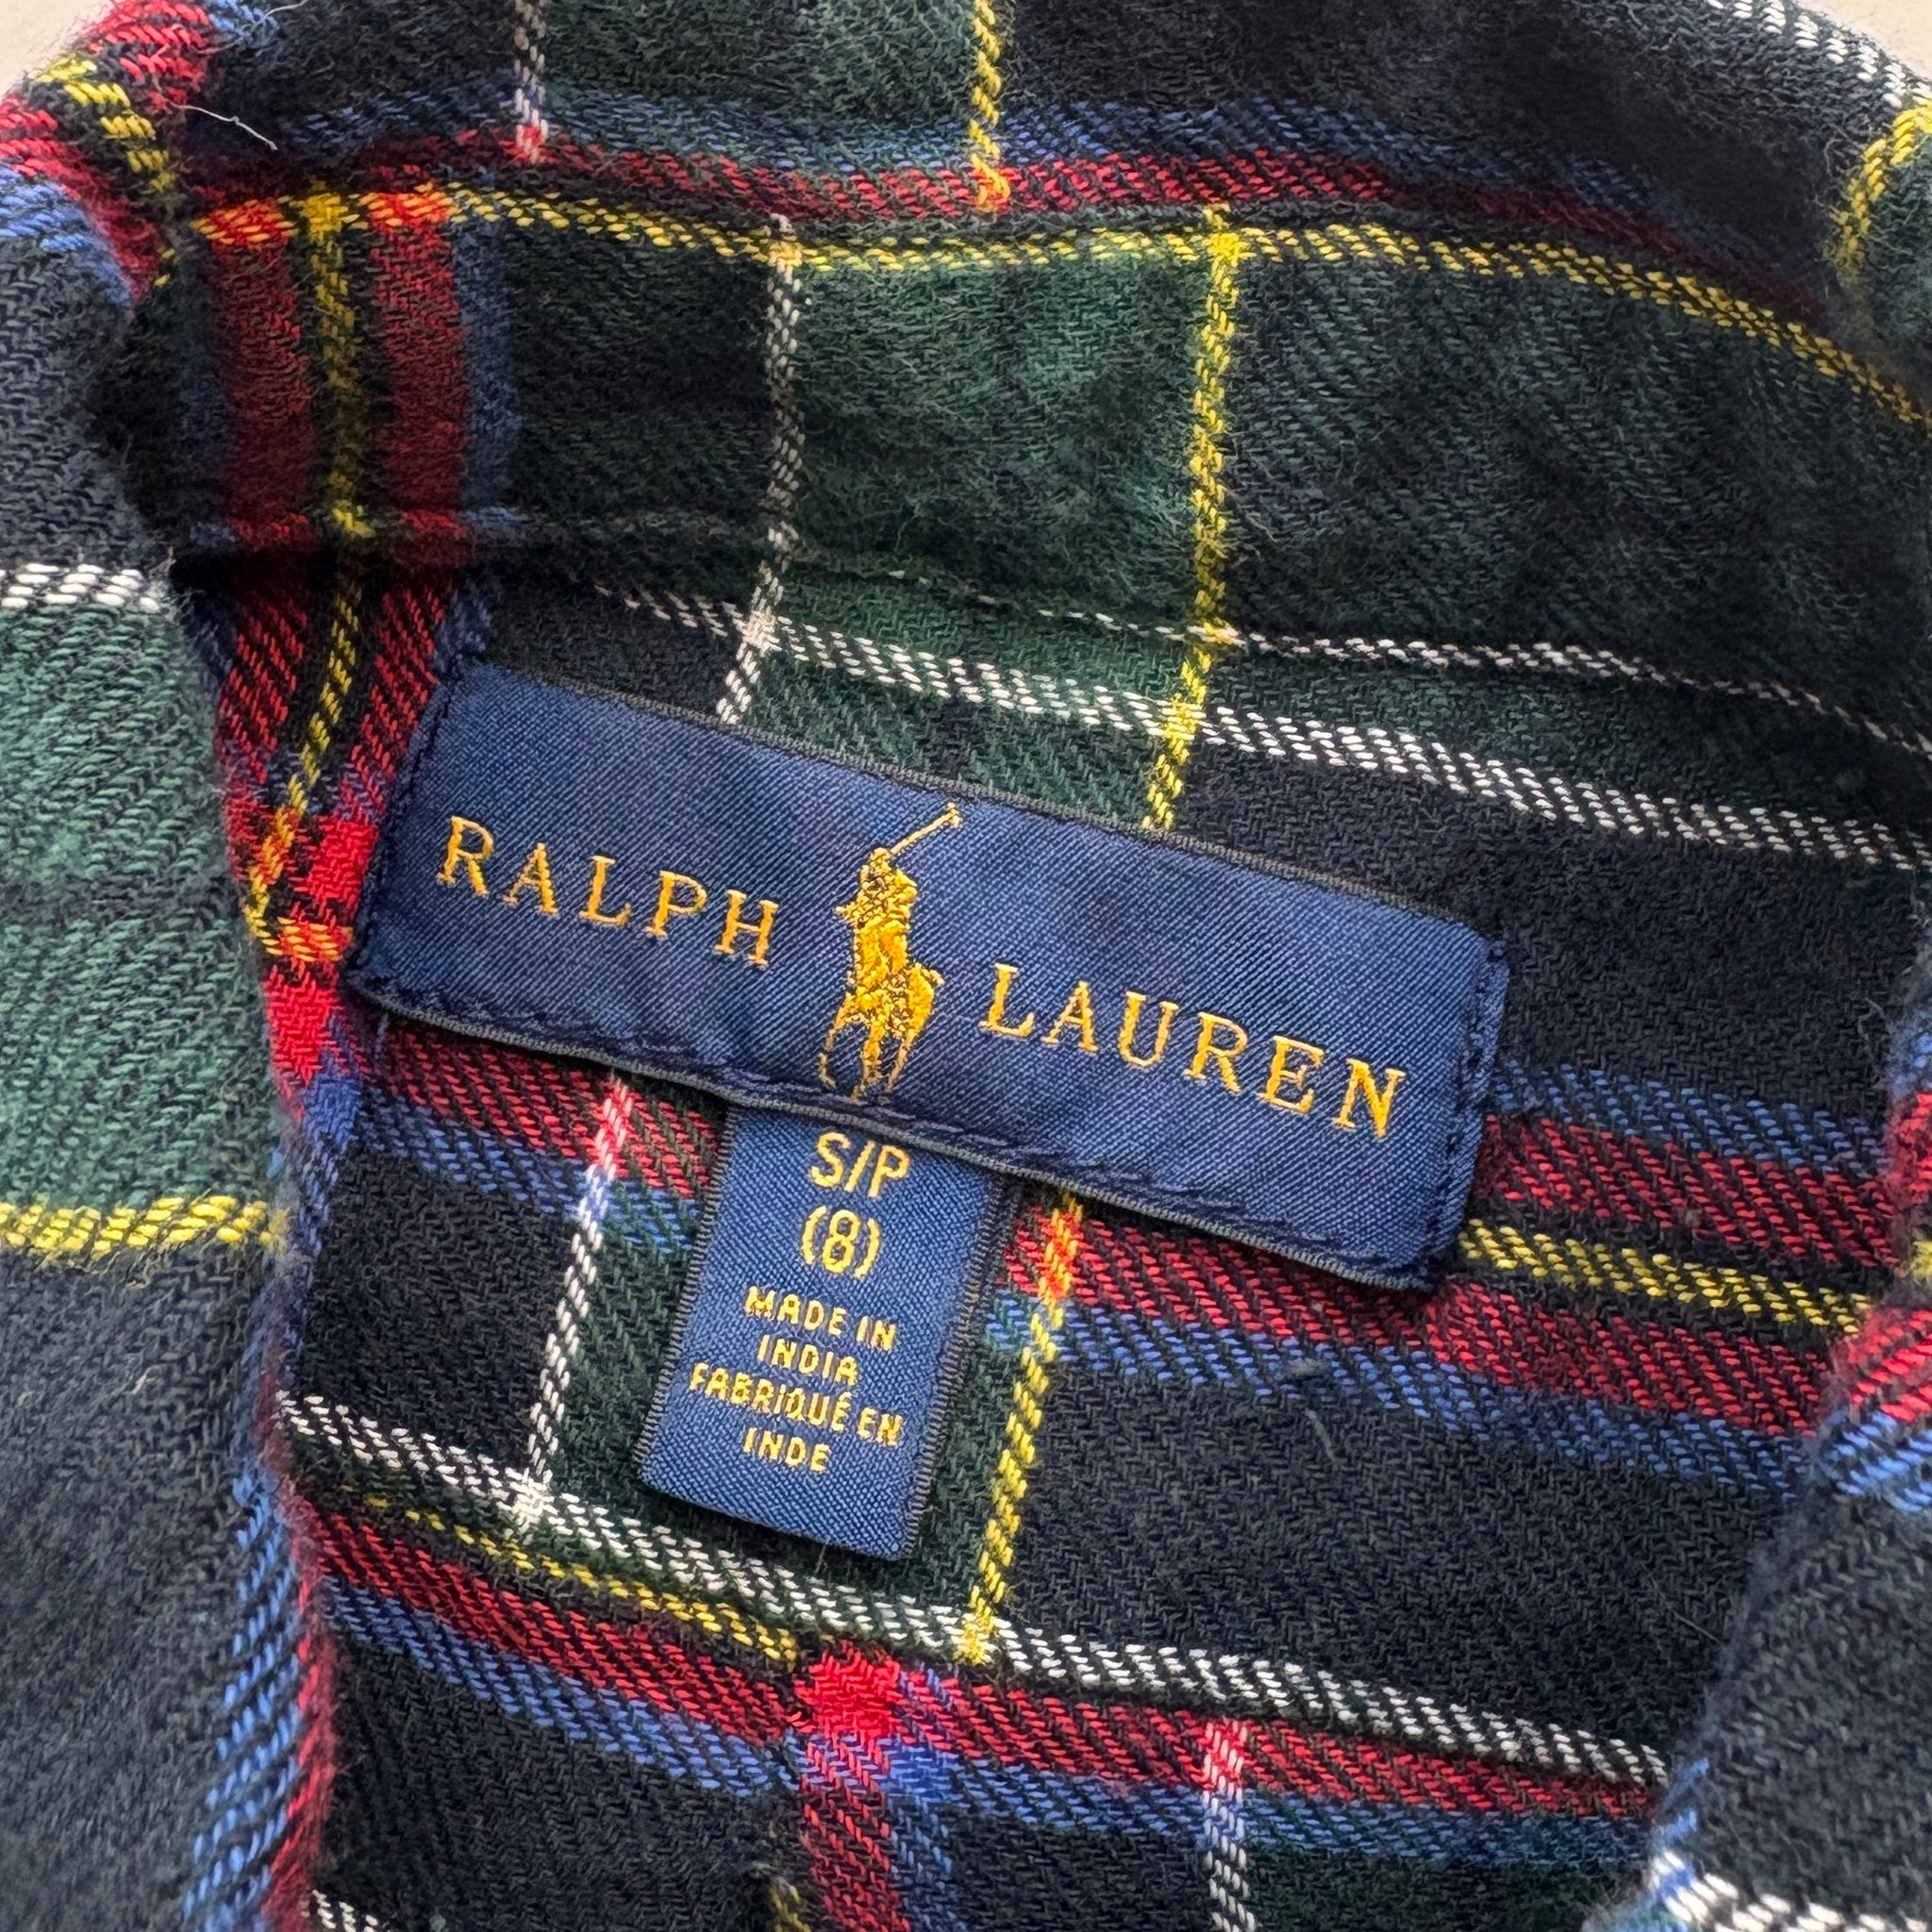 RALPH LAUREN
S/P
(8)
MADE IN
INDIA
FABRIQUÉ EN
INDE